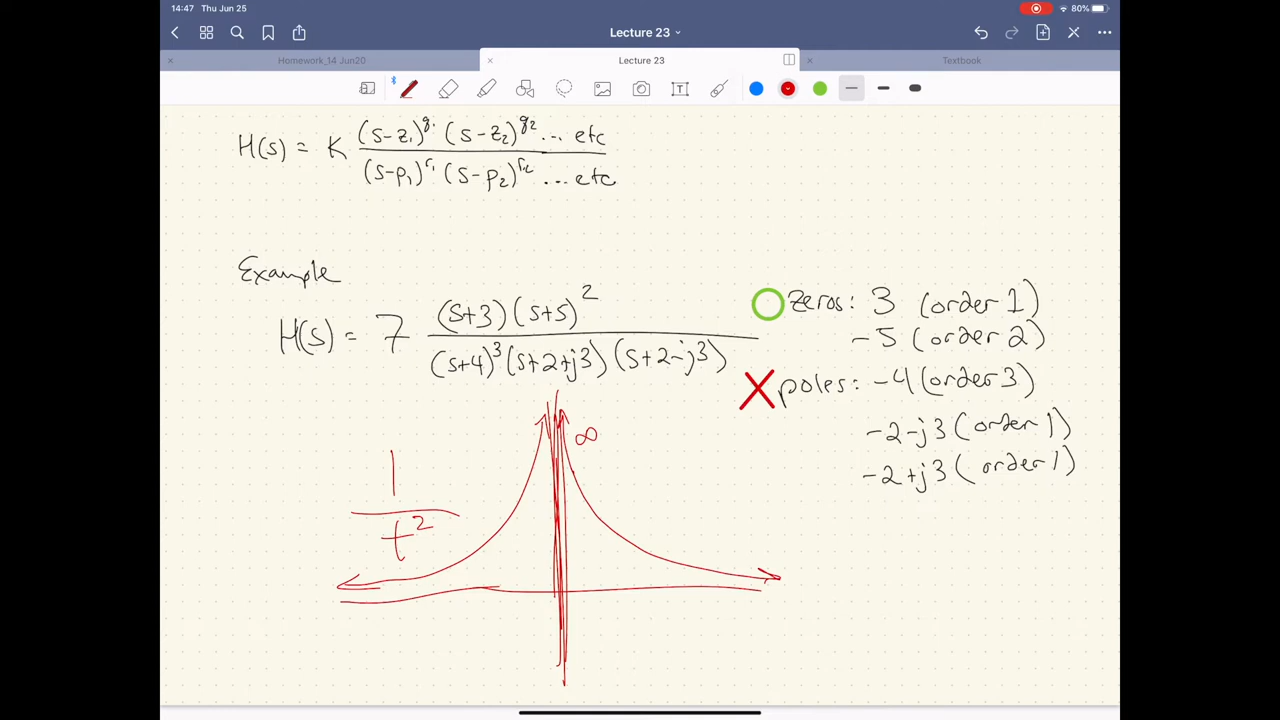 14:47 Thu Jun 25
80%
Lecture 23
Homework_14 Jun20
Lecture 23
Textbook
T
H(s) = K (s-z₁)^q₁ (s-z₂)^q₂ ... etc
(s-p₁)^r₁ (s-p₂)^r₂ ... etc
Example
H(s) = 7 (s+3)(s+5)²
(s+4)³(s+2+j3)(s+2-j3)
zeros: 3 (order 1)
-5 (order 2)
poles: -4 (order 3)
-2-j3 (order 1)
-2+j3 (order 1)
∞
1
t²